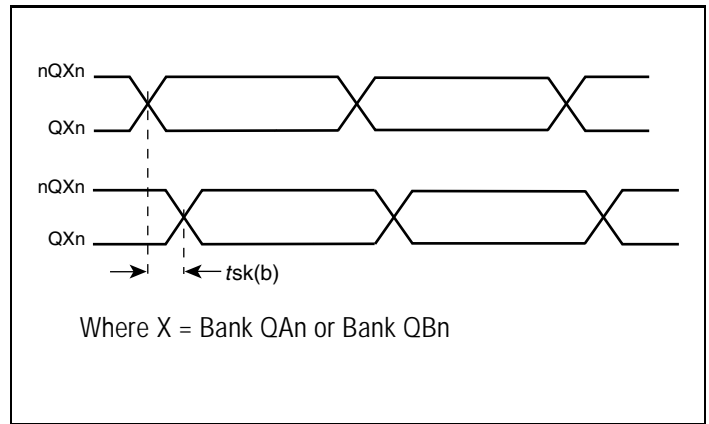 nQXn
QXn
nQXn
QXn
tsk(b)
Where X = Bank QAn or Bank QBn